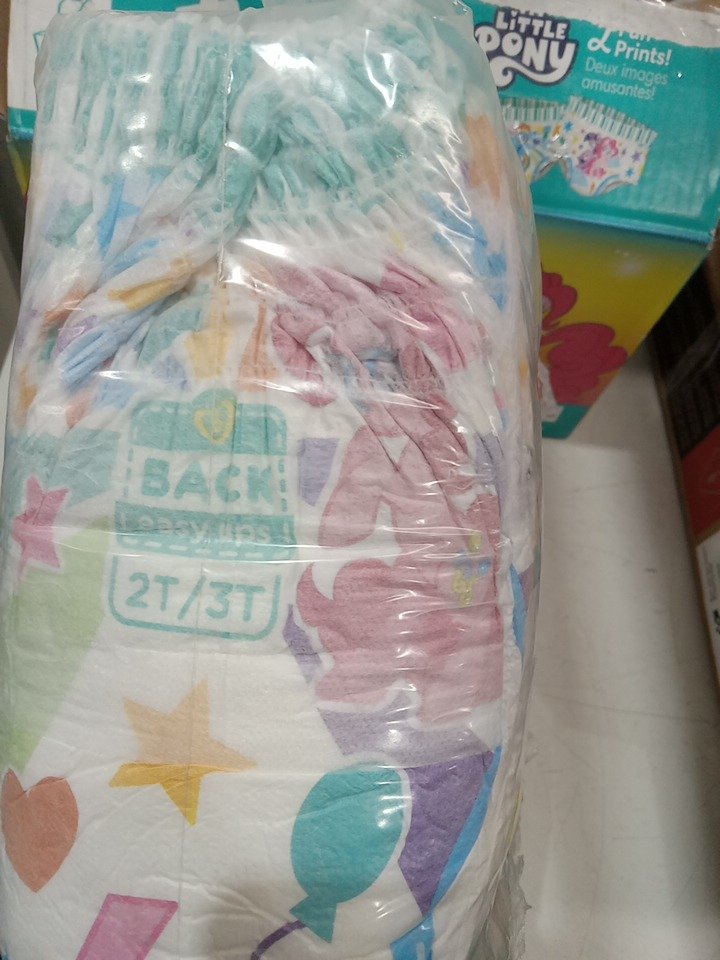 LiTTLE
PONY
Prints!
Deux images
amusantes!
BACK
easy ups
2T/3T